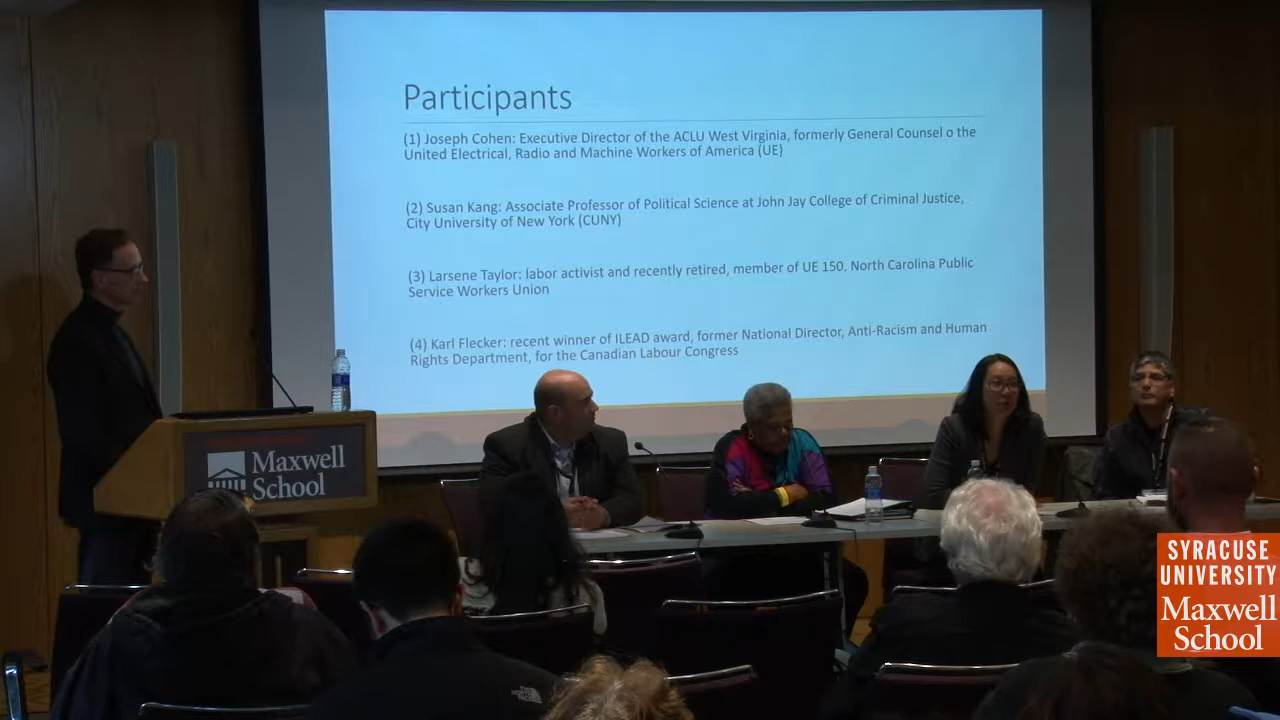 Participants
(1) Joseph Cohen: Executive Director of the ACLU West Virginia, formerly General Counsel o the
United Electrical, Radio and Machine Workers of America (UE)
(2) Susan Kang: Associate Professor of Political Science at John Jay College of Criminal Justice,
City University of New York (CUNY)
(3) Larsene Taylor: labor activist and recently retired, member of UE 150, North Carolina Public
Service Workers Union
(4) Karl Flecker: recent winner of ILEAD award, former National Director, Anti-Racism and Human
Rights Department, for the Canadian Labour Congress
Maxwell
School
SYRACUSE
UNIVERSITY
Maxwell
School